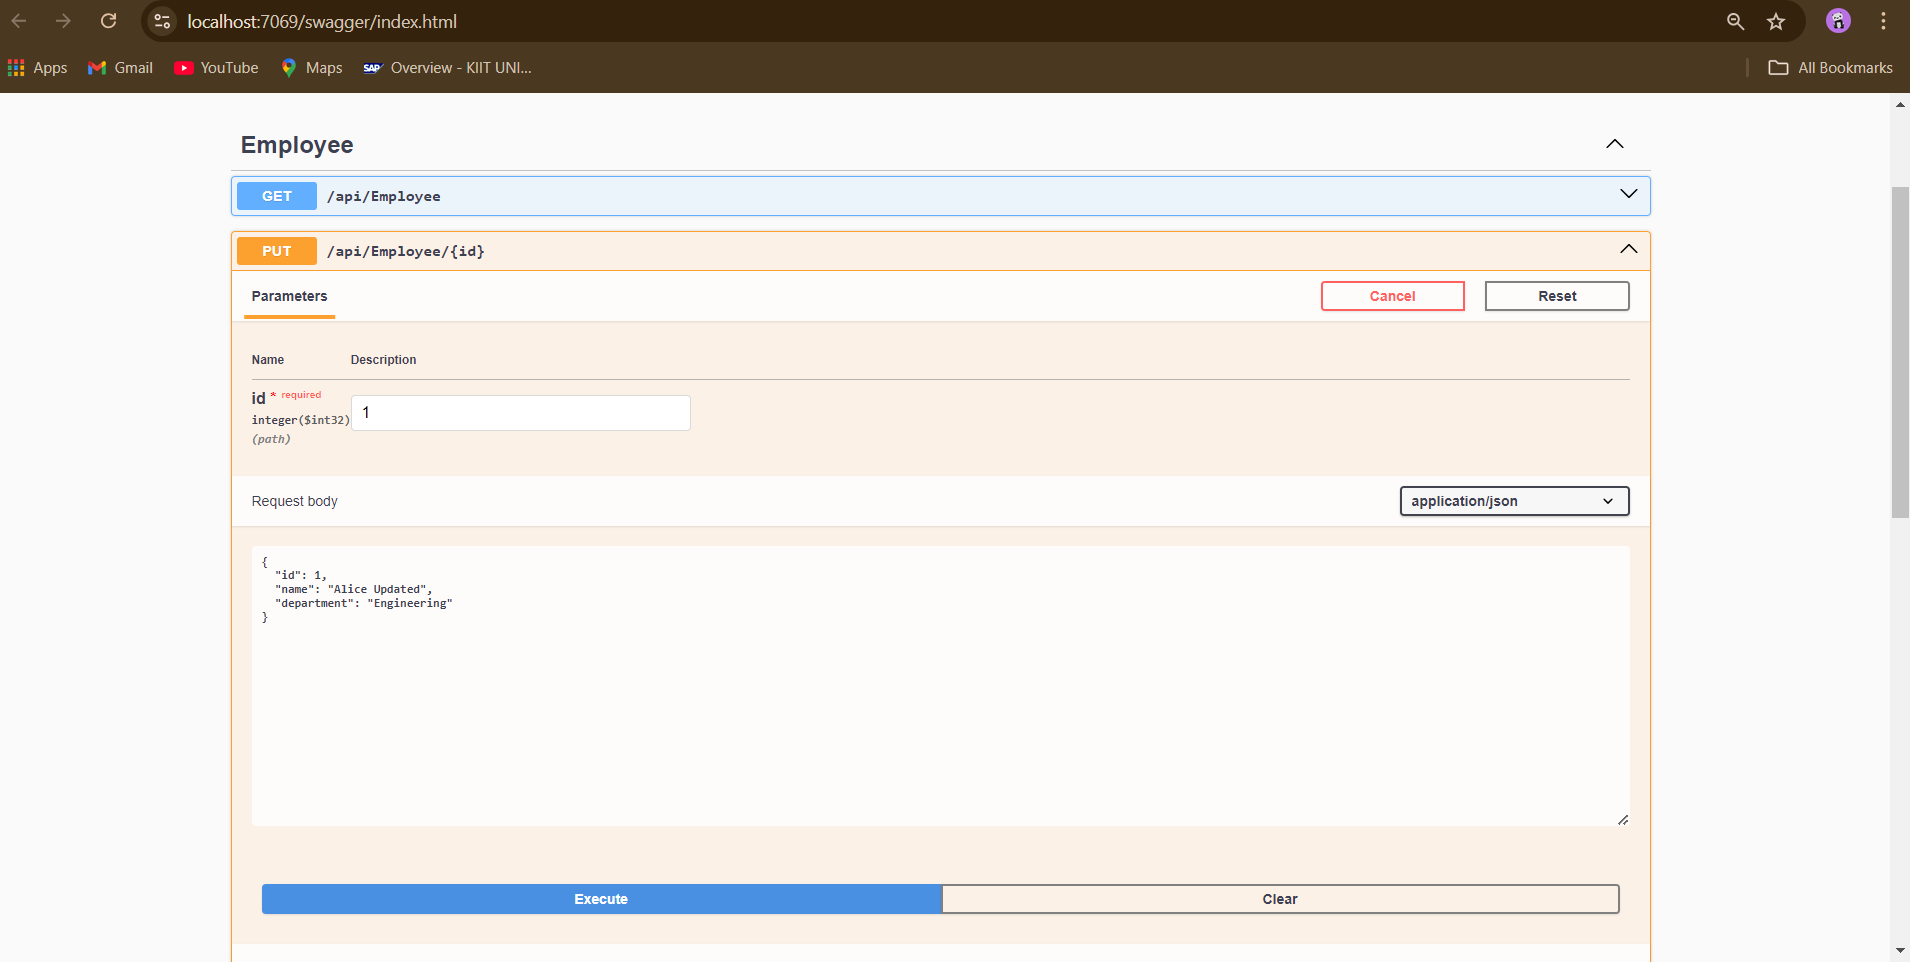 localhost:7069/swagger/index.html
Apps Gmail YouTube Maps SAP Overview - KIIT UNI... All Bookmarks
Employee
GET /api/Employee
PUT /api/Employee/{id}
Parameters Cancel Reset
Name Description
id * required
integer($int32) 1
(path)
Request body application/json
{
"id": 1,
"name": "Alice Updated",
"department": "Engineering"
}
Execute Clear